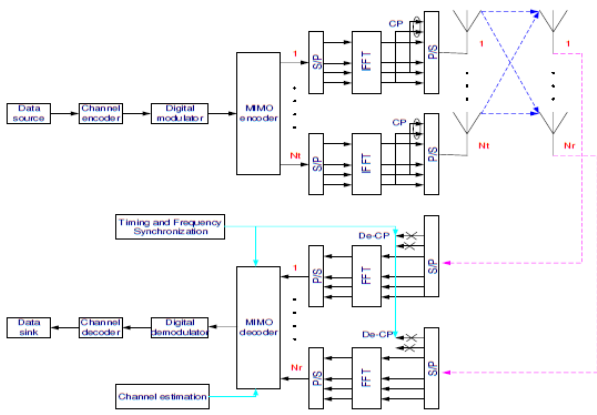 CP
1
S/P
IFFT
P/S
1
1
Data
source
Channel
encoder
Digital
modulator
MIMO
encoder
CP
Nt
S/P
IFFT
P/S
Nt
Nr
Timing and Frequency
Synchronization
De-CP
1
P/S
FFT
S/P
Data
sink
Channel
decoder
Digital
demodulator
MIMO
decoder
De-CP
Nr
P/S
FFT
S/P
Channel estimation